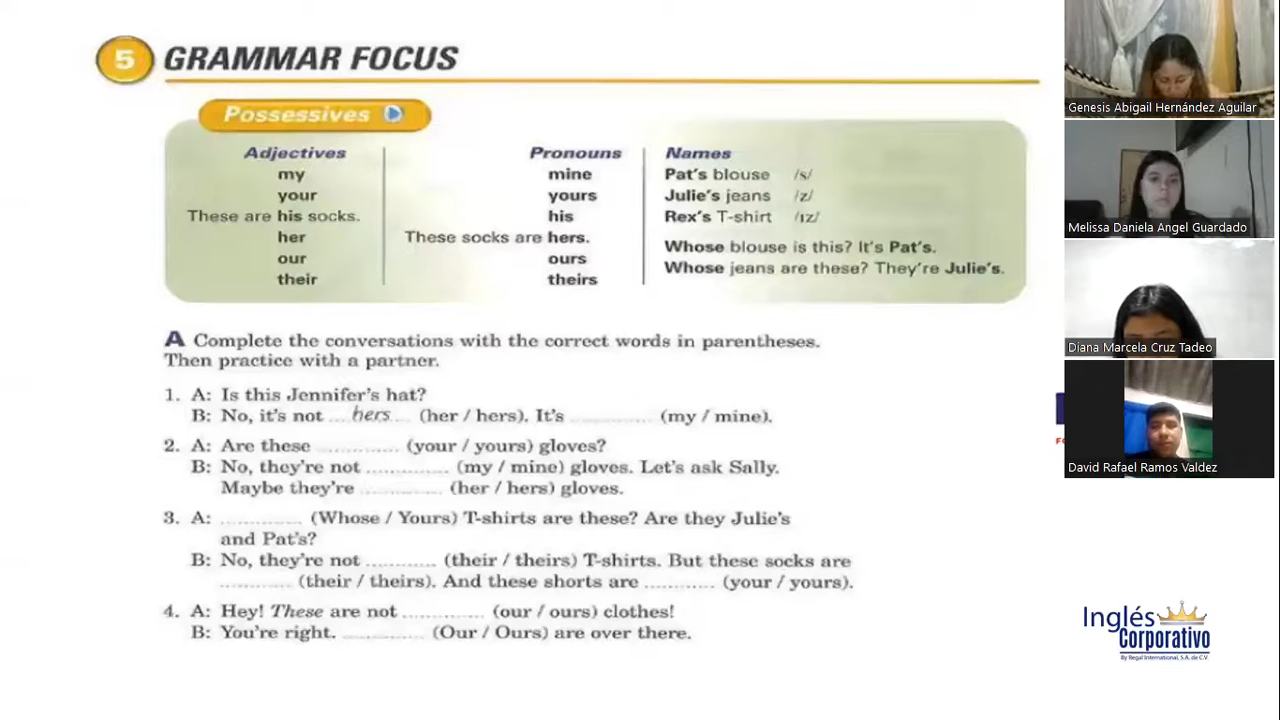 5 GRAMMAR FOCUS
Possessives
Adjectives
my
your
These are his socks.
her
our
their
Pronouns
mine
yours
his
These socks are hers.
ours
theirs
Names
Pat's blouse /s/
Julie's jeans /z/
Rex's T-shirt /ɪz/
Whose blouse is this? It's Pat's.
Whose jeans are these? They're Julie's.
A Complete the conversations with the correct words in parentheses.
Then practice with a partner.
1. A: Is this Jennifer's hat?
B: No, it's not hers (her / hers). It's ............ (my / mine).
2. A: Are these ............ (your / yours) gloves?
B: No, they're not ............ (my / mine) gloves. Let's ask Sally.
Maybe they're ............ (her / hers) gloves.
3. A: ............ (Whose / Yours) T-shirts are these? Are they Julie's
and Pat's?
B: No, they're not ............ (their / theirs) T-shirts. But these socks are
............ (their / theirs). And these shorts are ............ (your / yours).
4. A: Hey! These are not ............ (our / ours) clothes!
B: You're right. ............ (Our / Ours) are over there.
Genesis Abigail Hernández Aguilar
Melissa Daniela Angel Guardado
Diana Marcela Cruz Tadeo
David Rafael Ramos Valdez
Inglés
Corporativo
By Regal International, S.A. de C.V.